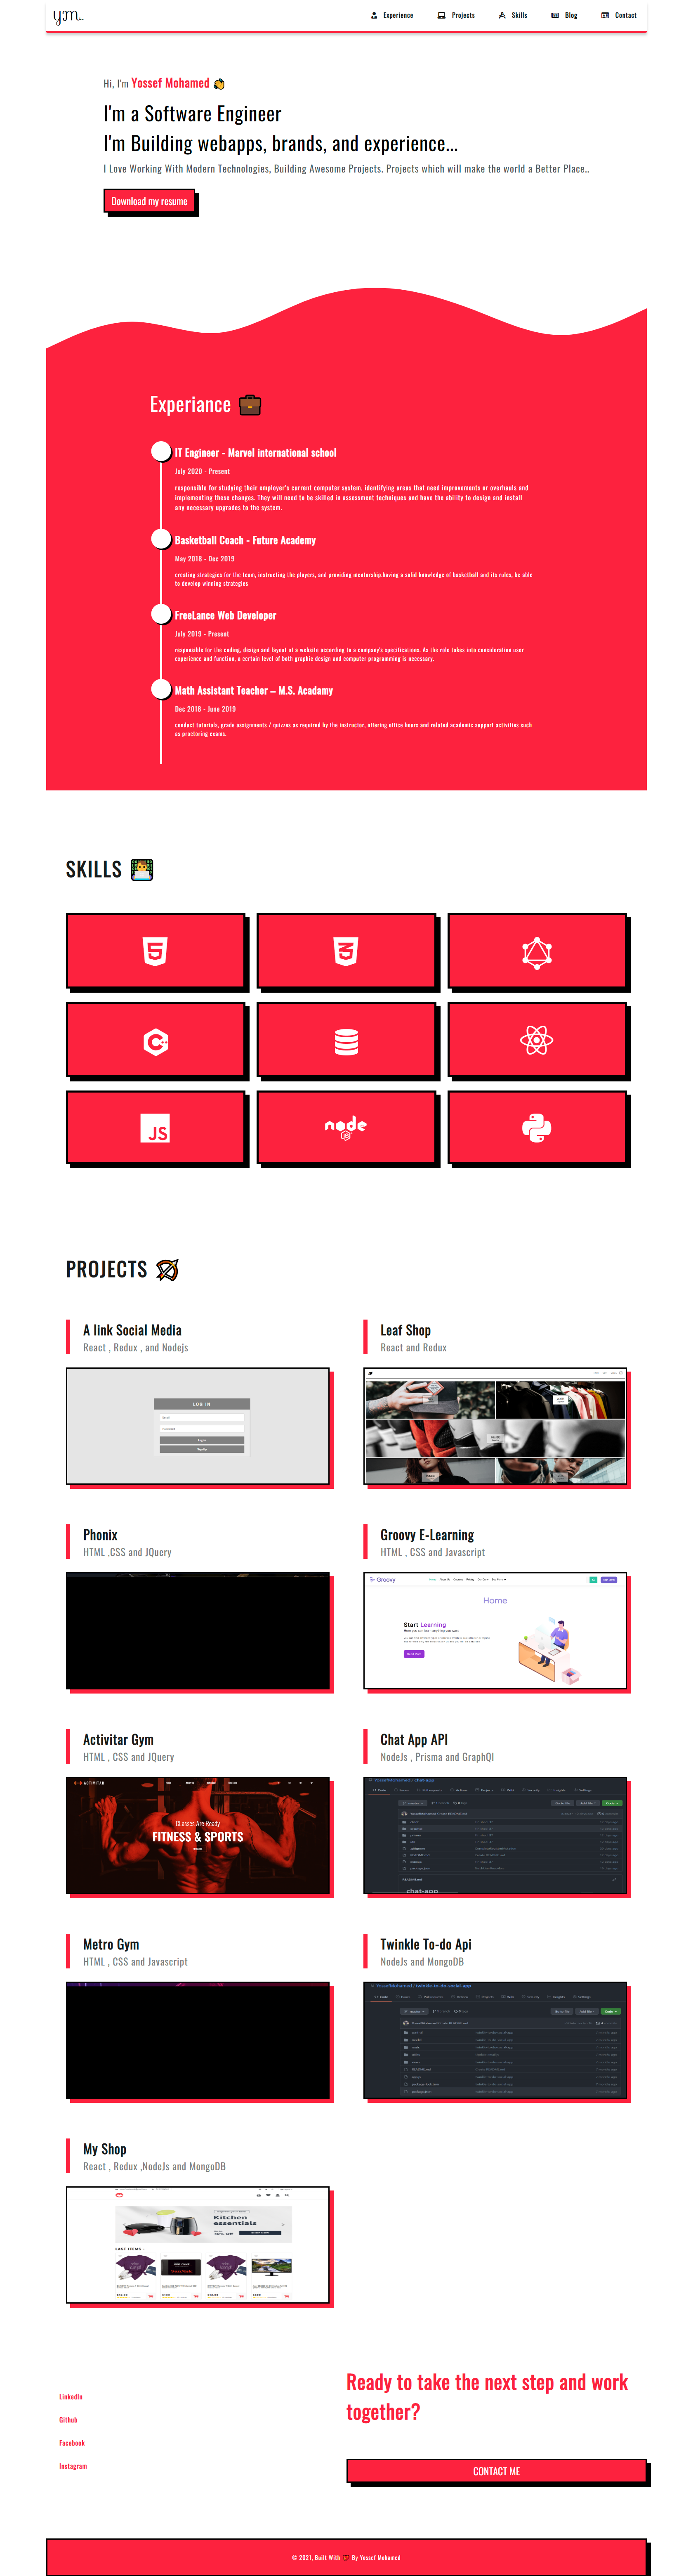 ym..
Experience
Projects
Skills
Blog
Contact
Hi, I'm Yossef Mohamed
I'm a Software Engineer
I'm Building webapps, brands, and experience...
I Love Working With Modern Technologies, Building Awesome Projects. Projects which will make the world a Better Place..
Download my resume
Experiance
IT Engineer - Marvel international school
July 2020 - Present
responsible for studying their employer's current computer system, identifying areas that need improvements or overhauls and
implementing these changes. They will need to be skilled in assessment techniques and have the ability to design and install
any necessary upgrades to the system.
Basketball Coach - Future Academy
May 2018 - Dec 2019
creating strategies for the team, instructing the players, and providing mentorship.having a solid knowledge of basketball and its rules, be able
to develop winning strategies
FreeLance Web Developer
July 2019 - Present
responsible for the coding, design and layout of a website according to a company's specifications. As the role takes into consideration user
experience and function, a certain level of both graphic design and computer programming is necessary.
Math Assistant Teacher – M.S. Acadamy
Dec 2018 - June 2019
conduct tutorials, grade assignments / quizzes as required by the instructor, offering office hours and related academic support activities such
as proctoring exams.
SKILLS
JS
node
JS
PROJECTS
A link Social Media
React , Redux , and Nodejs
LOG IN
Leaf Shop
React and Redux
Phonix
HTML ,CSS and JQuery
Groovy E-Learning
HTML , CSS and Javascript
Groovy
Home
Start Learning
Activitar Gym
HTML , CSS and JQuery
ACTIVITAR
Classes Are Ready
FITNESS & SPORTS
Chat App API
NodeJs , Prisma and GraphQl
YossefMohamed / chat-app
chat-app
Metro Gym
HTML , CSS and Javascript
Twinkle To-do Api
NodeJs and MongoDB
YossefMohamed / twinkle-to-do-social-app
My Shop
React , Redux ,NodeJs and MongoDB
Kitchen
essentials
LAST ITEMS
Ready to take the next step and work
together?
LinkedIn
Github
Facebook
Instagram
CONTACT ME
© 2021, Built With By Yossef Mohamed